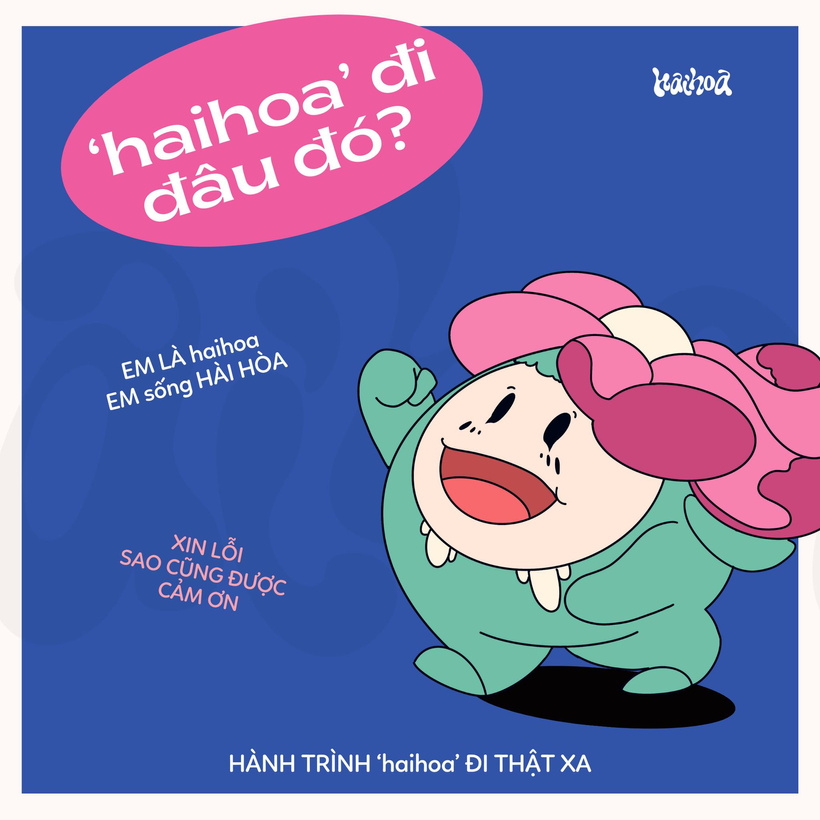 ‘haihoa’ đi
đâu đó?
haihoa
EM LÀ haihoa
EM sống HÀI HÒA
XIN LỖI
SAO CŨNG ĐƯỢC
CẢM ƠN
HÀNH TRÌNH ‘haihoa’ ĐI THẬT XA